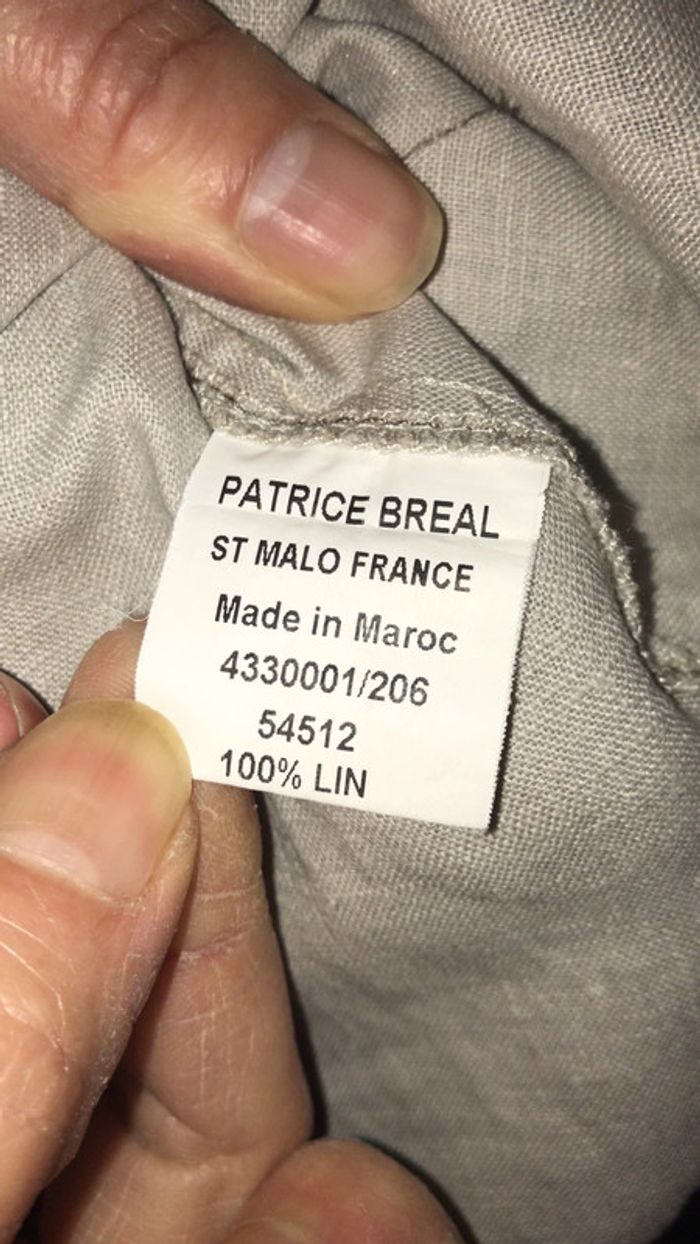 PATRICE BREAL
ST MALO FRANCE
Made in Maroc
4330001/206
54512
100% LIN